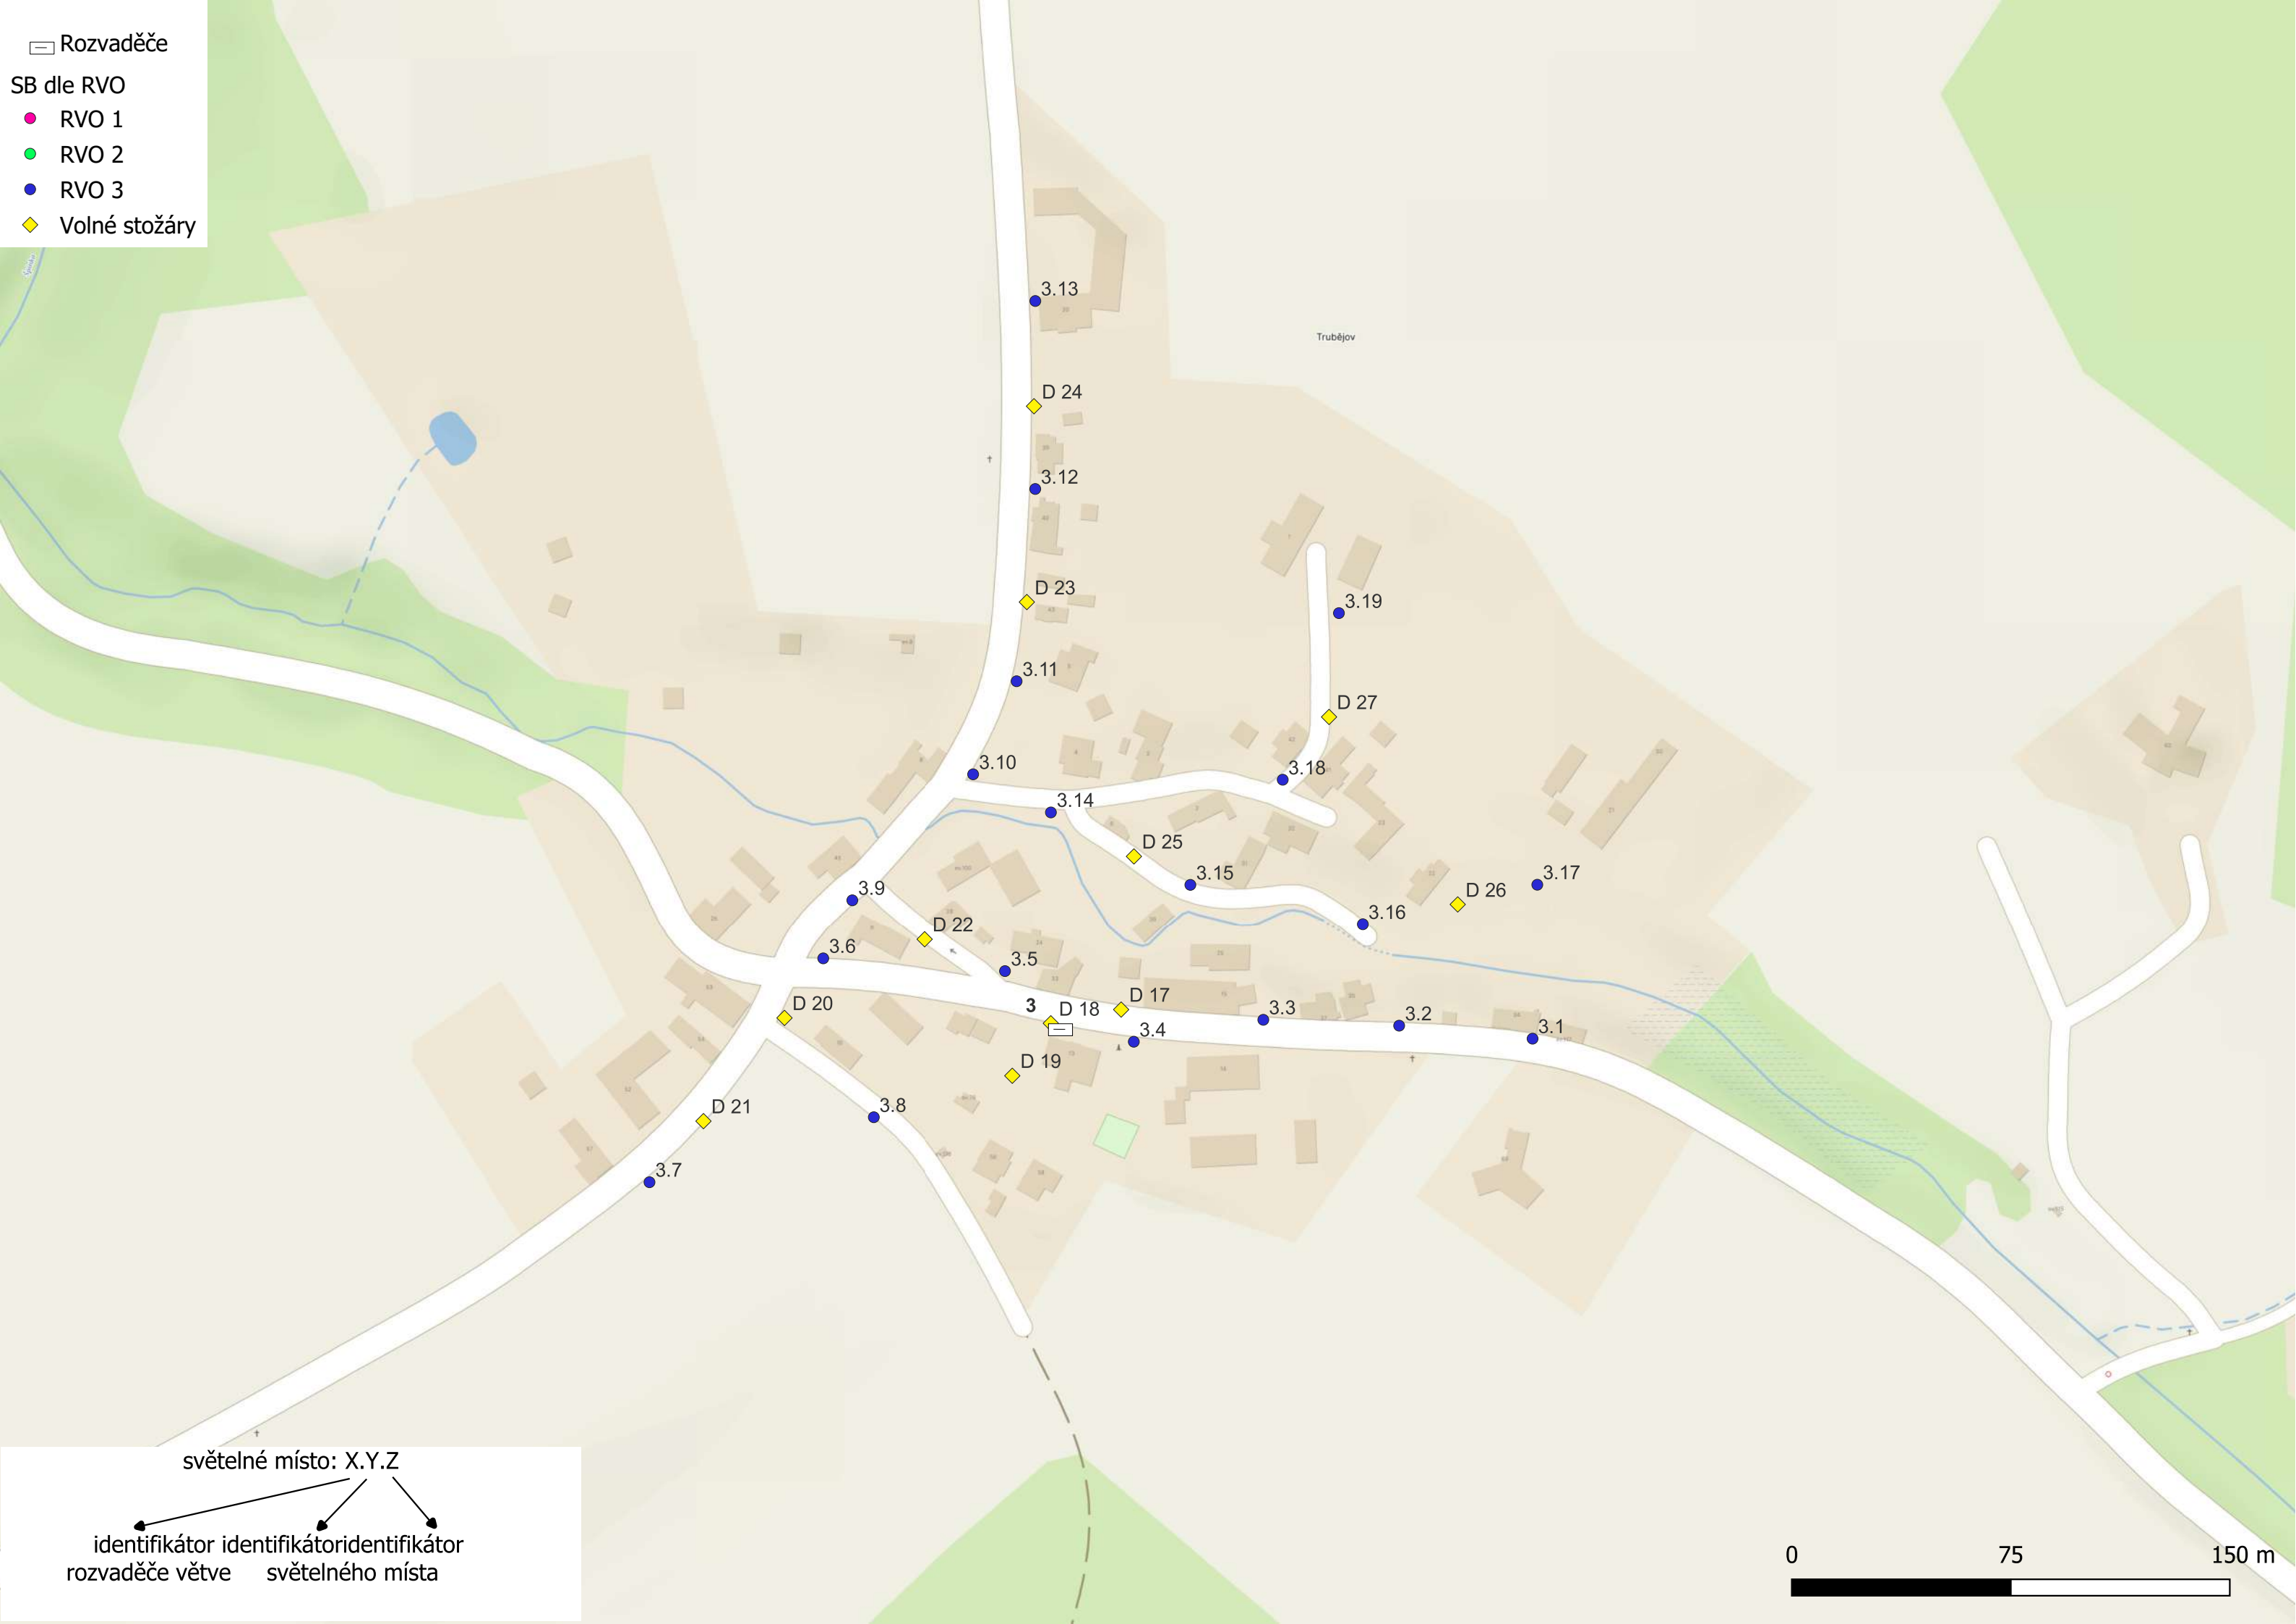 Rozvaděče
SB dle RVO
RVO 1
RVO 2
RVO 3
Volné stožáry
3.13
Trubějov
D 24
3.12
D 23
3.19
3.11
D 27
3.10
3.18
3.14
D 25
3.15
3.17
3.9
D 26
3.16
D 22
3.6
3.5
D 17
D 20
3
D 18
3.3
3.2
3.4
3.1
D 19
D 21
3.8
3.7
světelné místo: X.Y.Z
identifikátor identifikátoridentifikátor
rozvaděče větve světelného místa
0 75 150 m